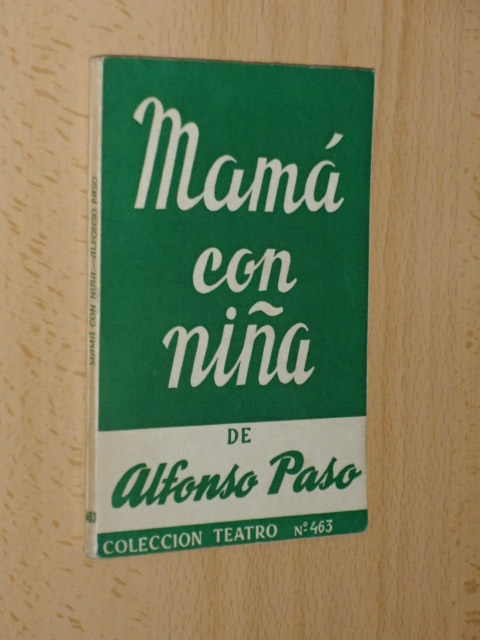 Mamá
con
niña
DE
Alfonso Paso
COLECCION TEATRO Nº 463
MAMÁ CON NIÑA - ALFONSO PASO
463